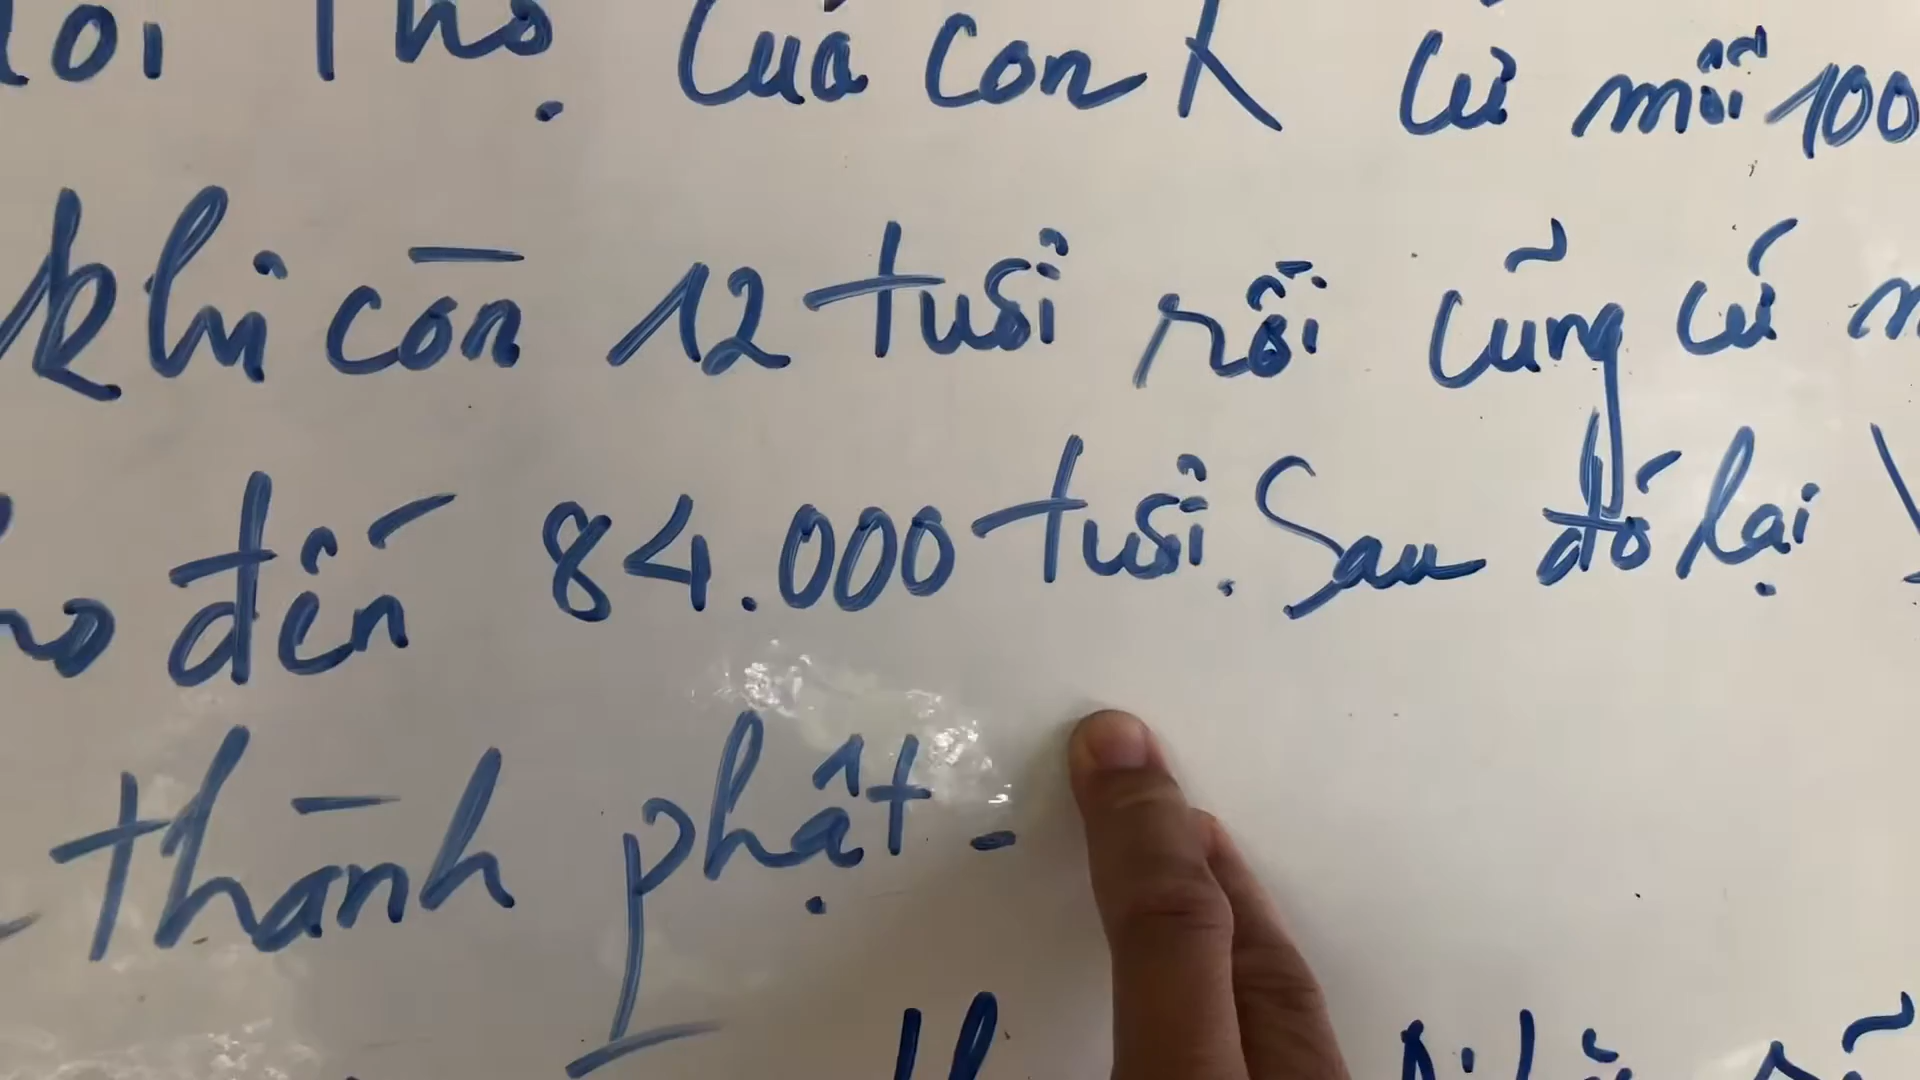 Thọ Của con cứ mỗi 100
khi còn 12 tuổi rồi cũng cứ
đến 84.000 tuổi. Sau đó lại
thành phật.